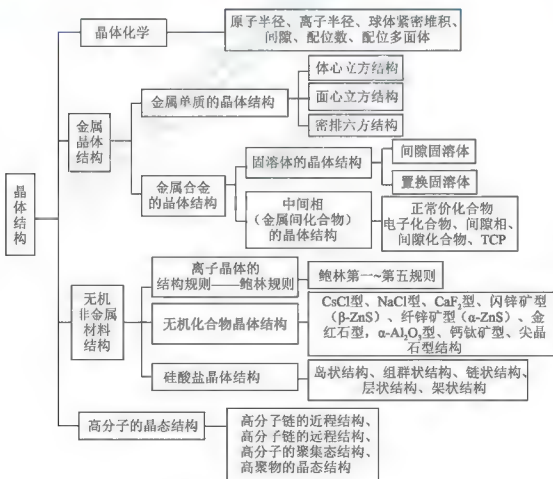 晶体化学
原子半径、离子半径、球体紧密堆积、
间隙、配位数、配位多面体
晶体结构
金属
晶体
结构
金属单质的晶体结构
体心立方结构
面心立方结构
密排六方结构
金属合金
的晶体结构
固溶体的晶体结构
间隙固溶体
置换固溶体
中间相
（金属间化合物）
的晶体结构
正常价化合物
电子化合物、间隙相、
间隙化合物、TCP
无机
非金属
材料
结构
离子晶体的
结构规则——鲍林规则
鲍林第一~第五规则
无机化合物晶体结构
CsCl型、NaCl型、CaF₂型、闪锌矿型
(β-ZnS)、纤锌矿型(α-ZnS)、金
红石型，α-Al₂O₃型、钙钛矿型、尖晶
石型结构
硅酸盐晶体结构
岛状结构、组群状结构、链状结构、
层状结构、架状结构
高分子的晶态结构
高分子链的近程结构、
高分子链的远程结构、
高分子的聚集态结构、
高聚物的晶态结构